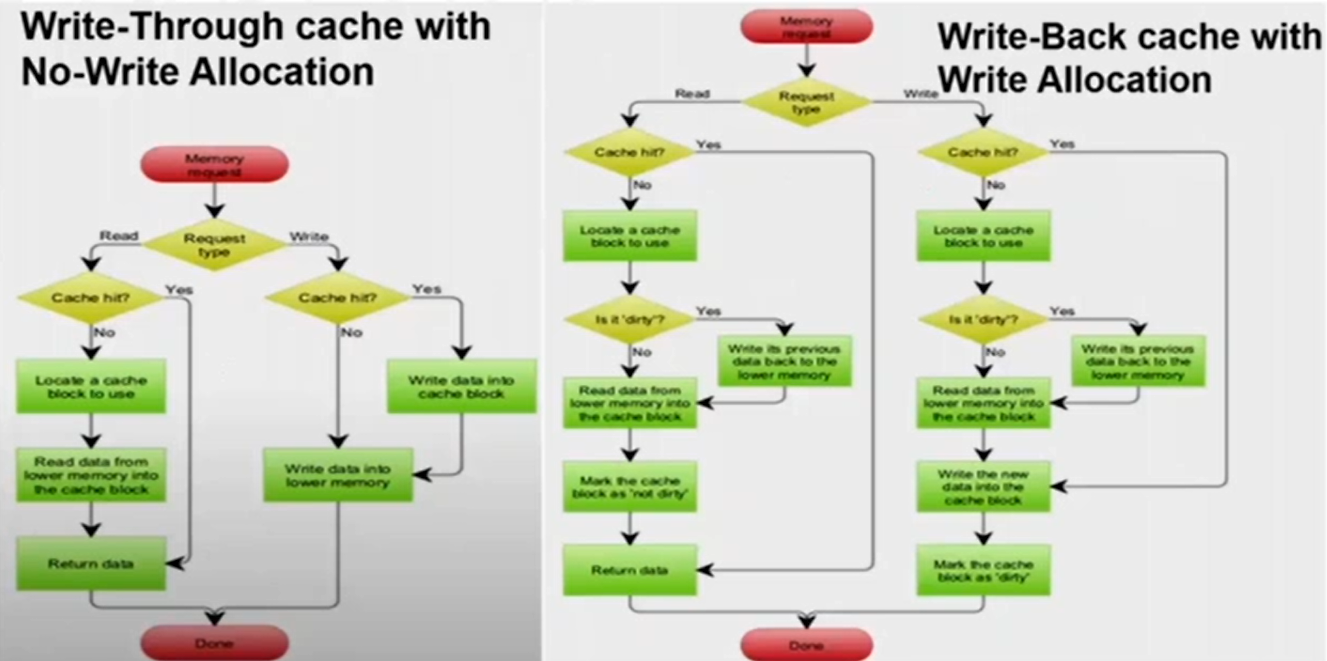 Write-Through cache with
No-Write Allocation
Memory
request
Read
Request
type
Write
Cache hit?
Yes
No
Cache hit?
Yes
No
Locate a cache
block to use
Write data into
cache block
Read data from
lower memory into
the cache block
Write data into
lower memory
Return data
Done
Write-Back cache with
Write Allocation
Memory
request
Read
Request
type
Write
Cache hit?
Yes
No
Locate a cache
block to use
Is it 'dirty'?
Yes
No
Write its previous
data back to the
lower memory
Read data from
lower memory into
the cache block
Mark the cache
block as 'not dirty'
Return data
Cache hit?
Yes
No
Locate a cache
block to use
Is it 'dirty'?
Yes
No
Write its previous
data back to the
lower memory
Read data from
lower memory into
the cache block
Write the new
data into the
cache block
Mark the cache
block as 'dirty'
Done